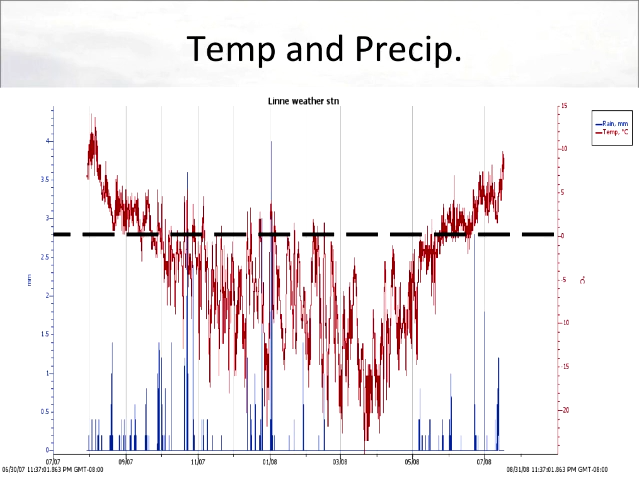 Temp and Precip.
Linne weather stn
Rain, mm
Temp, °C
4
3.5
3
2.5
2
1.5
1
0.5
0
mm
15
10
5
0
-5
-10
-15
-20
°C
07/07 09/07 11/07 01/08 03/08 05/08 07/08
06/30/07 11:37:01.863 PM GMT-08:00 08/31/08 11:37:01.863 PM GMT-08:00